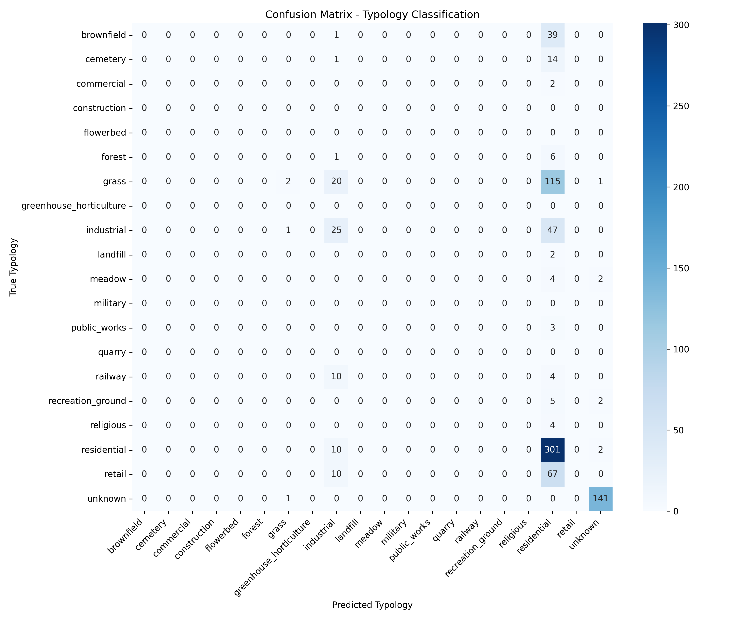 Confusion Matrix - Typology Classification
brownfield 0 0 0 0 0 0 0 0 1 0 0 0 0 0 0 0 0 39 0 0
cemetery 0 0 0 0 0 0 0 0 1 0 0 0 0 0 0 0 0 14 0 0
commercial 0 0 0 0 0 0 0 0 0 0 0 0 0 0 0 0 0 2 0 0
construction 0 0 0 0 0 0 0 0 0 0 0 0 0 0 0 0 0 0 0 0
flowerbed 0 0 0 0 0 0 0 0 0 0 0 0 0 0 0 0 0 0 0 0
forest 0 0 0 0 0 0 0 0 1 0 0 0 0 0 0 0 0 6 0 0
grass 0 0 0 0 0 0 2 0 20 0 0 0 0 0 0 0 0 115 0 1
greenhouse_horticulture 0 0 0 0 0 0 0 0 0 0 0 0 0 0 0 0 0 0 0 0
industrial 0 0 0 0 0 0 1 0 25 0 0 0 0 0 0 0 0 47 0 0
landfill 0 0 0 0 0 0 0 0 0 0 0 0 0 0 0 0 0 2 0 0
meadow 0 0 0 0 0 0 0 0 0 0 0 0 0 0 0 0 0 4 0 2
military 0 0 0 0 0 0 0 0 0 0 0 0 0 0 0 0 0 0 0 0
public_works 0 0 0 0 0 0 0 0 0 0 0 0 0 0 0 0 0 3 0 0
quarry 0 0 0 0 0 0 0 0 0 0 0 0 0 0 0 0 0 0 0 0
railway 0 0 0 0 0 0 0 0 10 0 0 0 0 0 0 0 0 4 0 0
recreation_ground 0 0 0 0 0 0 0 0 0 0 0 0 0 0 0 0 0 5 0 2
religious 0 0 0 0 0 0 0 0 0 0 0 0 0 0 0 0 0 4 0 0
residential 0 0 0 0 0 0 0 0 10 0 0 0 0 0 0 0 0 301 0 2
retail 0 0 0 0 0 0 0 0 10 0 0 0 0 0 0 0 0 67 0 0
unknown 0 0 0 0 0 0 1 0 0 0 0 0 0 0 0 0 0 0 0 141
True Typology
brownfield
cemetery
commercial
construction
flowerbed
forest
grass
greenhouse_horticulture
industrial
landfill
meadow
military
public_works
quarry
railway
recreation_ground
religious
residential
retail
unknown
Predicted Typology
300
250
200
150
100
50
0